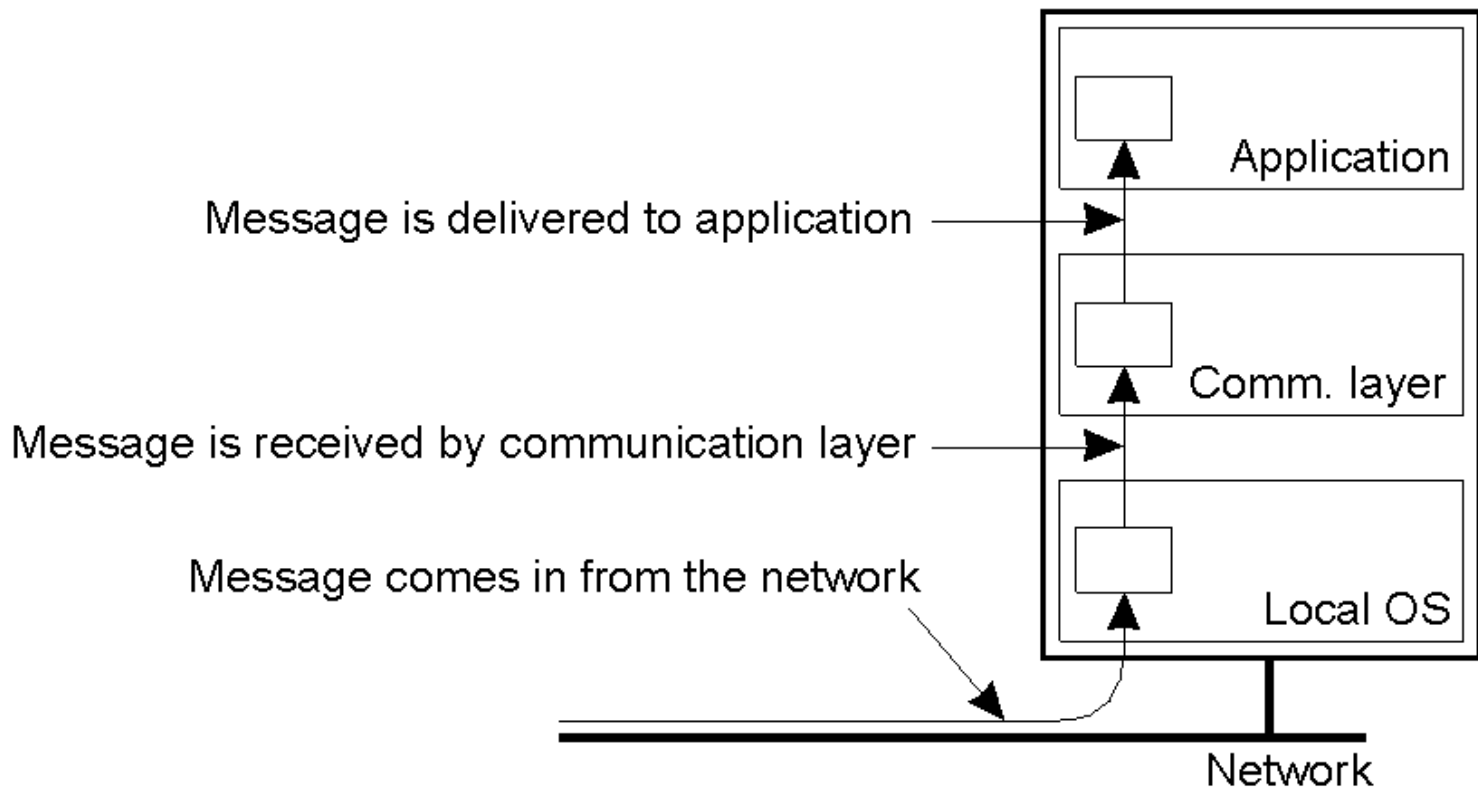 Application
Message is delivered to application
Comm. layer
Message is received by communication layer
Message comes in from the network
Local OS
Network